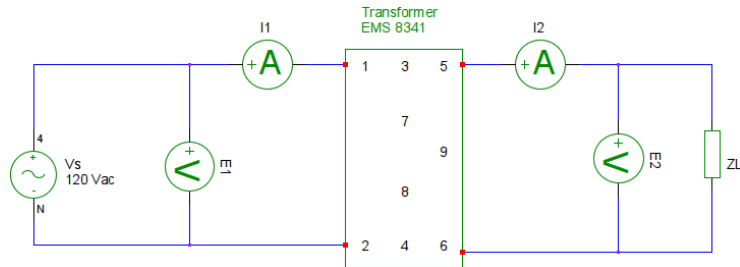 Transformer
EMS 8341
I1
I2
+A
+A
1 3 5
7
9
8
2 4 6
4
+
-
N
Vs
120 Vac
+
V
E1
+
V
E2
ZL